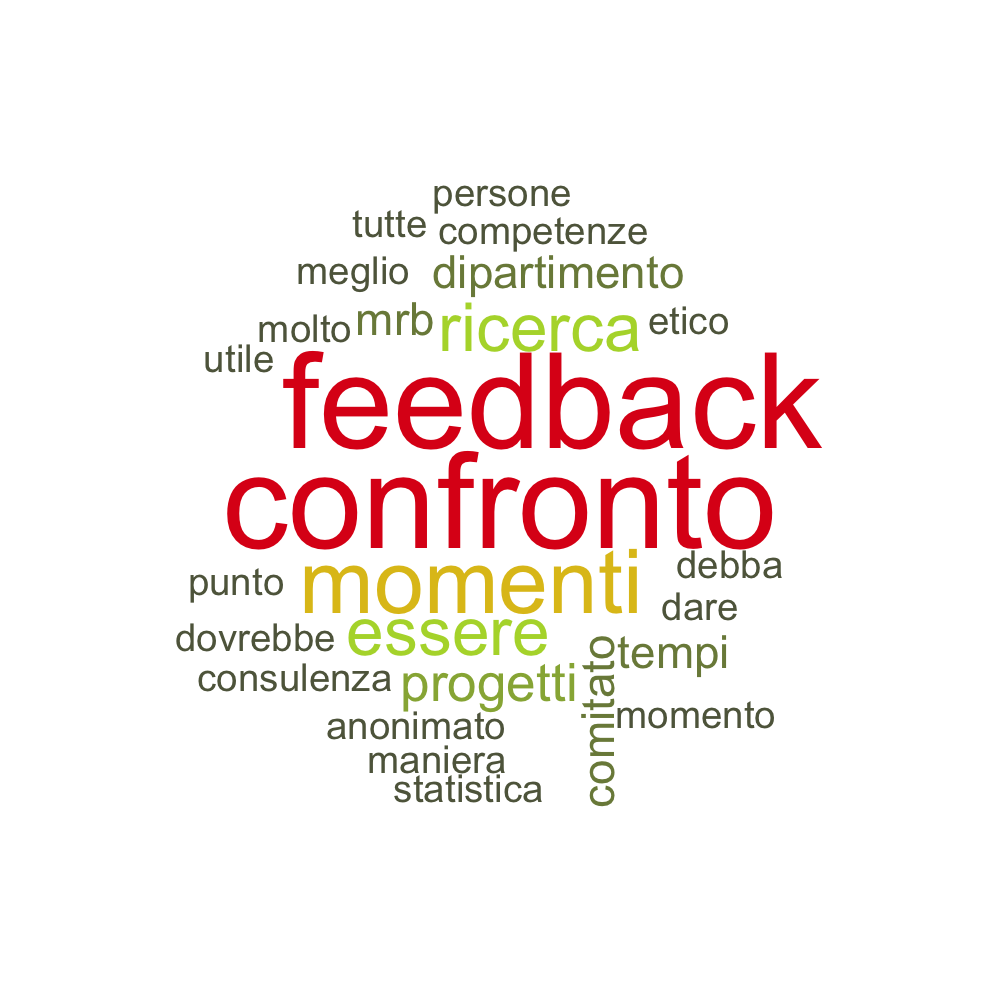 persone
tutte competenze
meglio dipartimento
molto mrb ricerca etico
utile
feedback
confronto
punto momenti debba
dare
dovrebbe essere tempi
consulenza progetti comitato
anonimato momento
maniera
statistica